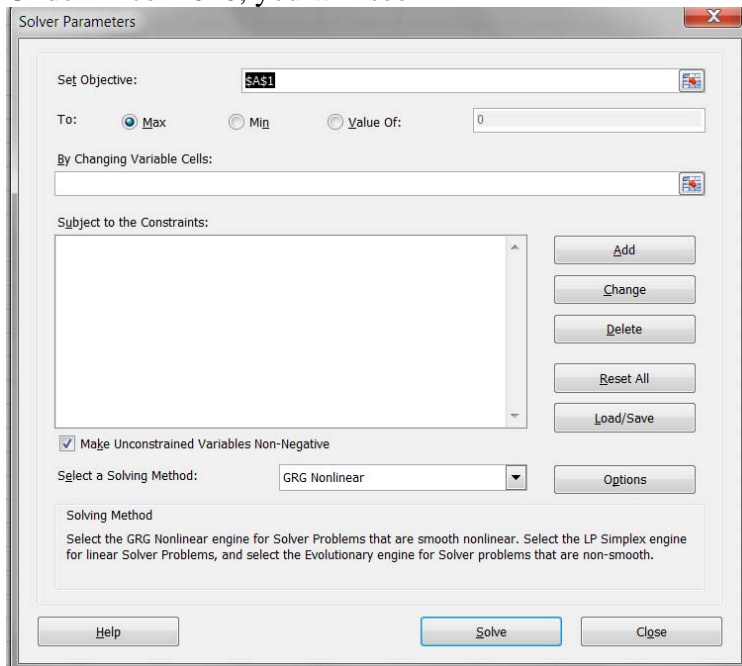 Solver Parameters
X
Set Objective:
$A$1
To:
Max
Min
Value Of:
0
By Changing Variable Cells:
Subject to the Constraints:
Add
Change
Delete
Reset All
Load/Save
Make Unconstrained Variables Non-Negative
Select a Solving Method:
GRG Nonlinear
Options
Solving Method
Select the GRG Nonlinear engine for Solver Problems that are smooth nonlinear. Select the LP Simplex engine
for linear Solver Problems, and select the Evolutionary engine for Solver problems that are non-smooth.
Help
Solve
Close